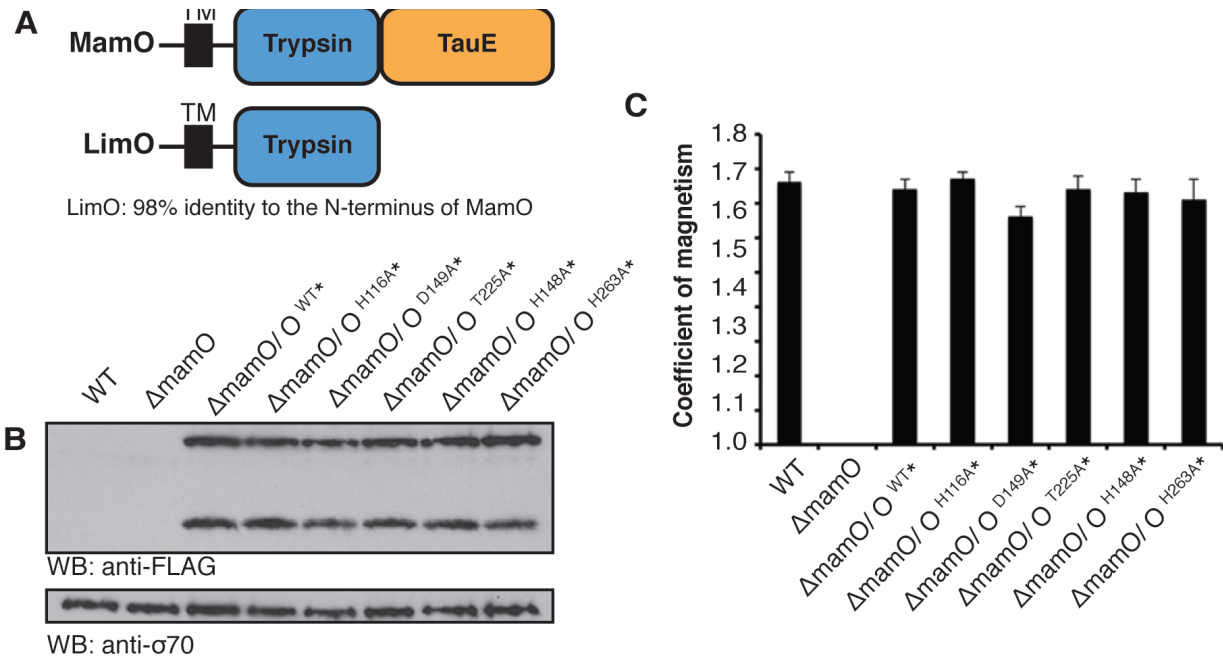 A
TM
MamO
Trypsin
TauE
TM
LimO
Trypsin
LimO: 98% identity to the N-terminus of MamO
WT
ΔmamO
ΔmamO/ O WT*
ΔmamO/ O H116A*
ΔmamO/ O D149A*
ΔmamO/ O T225A*
ΔmamO/ O H148A*
ΔmamO/ O H263A*
B
WB: anti-FLAG
WB: anti-σ70
C
Coefficient of magnetism
1.8
1.7
1.6
1.5
1.4
1.3
1.2
1.1
1.0
WT
ΔmamO
ΔmamO/ O WT*
ΔmamO/ O H116A*
ΔmamO/ O D149A*
ΔmamO/ O T225A*
ΔmamO/ O H148A*
ΔmamO/ O H263A*